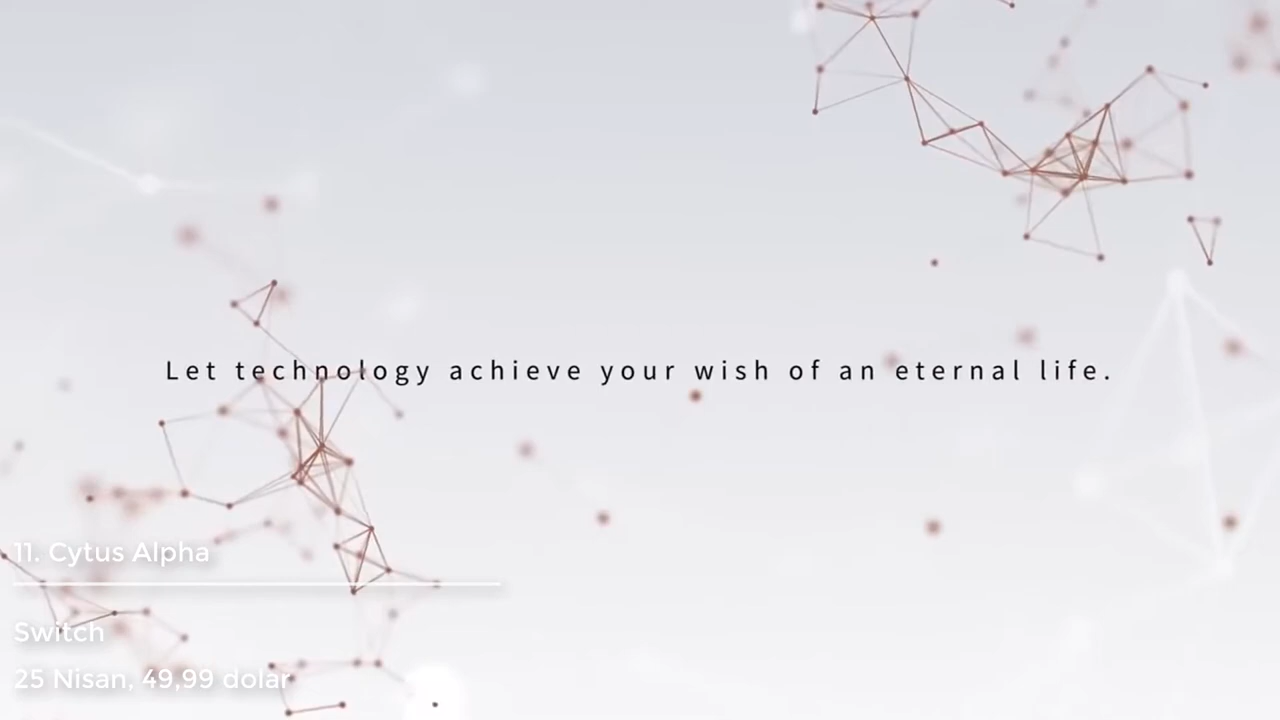 Let technology achieve your wish of an eternal life.
11. Cytus Alpha
Switch
25 Nisan, 49,99 dolar